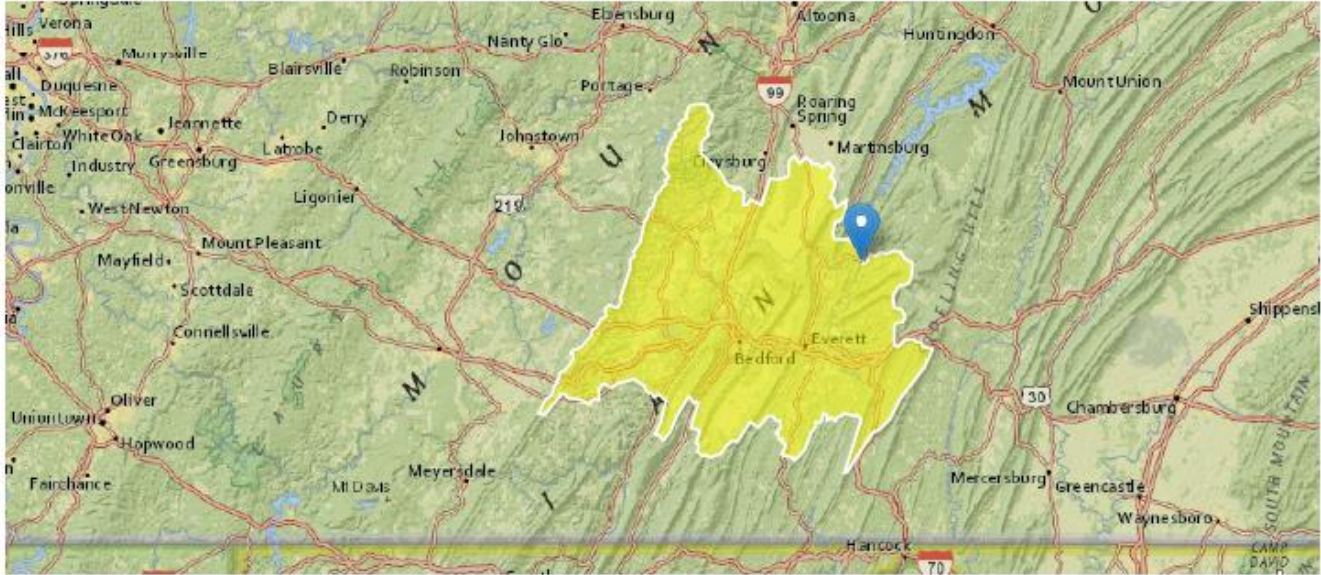 Verona
Ebensburg
Altoona
376
Murrysville
Nanty Glo
Huntingdon
Blairsville
Robinson
Duquesne
Portage
99
Mount Union
McKeesport
Jeannette
Derry
Roaring
Spring
White Oak
Johnstown
Martinsburg
Clairton
Industry
Greensburg
Latrobe
Claysburg
Ligonier
219
West Newton
Mount Pleasant
Mayfield
Scottdale
Connellsville
Everett
Bedford
30
Oliver
Uniontown
Hopwood
Chambersburg
Fairchance
Meyersdale
Mt Davis
Mercersburg
Greencastle
Waynesboro
SOUTH MOUNTAIN
Hancock
70
CAMP
DAVID